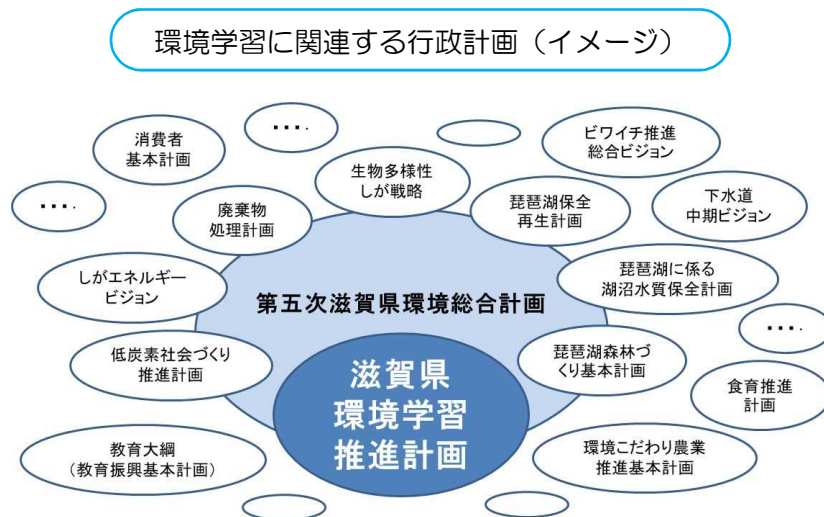 環境学習に関連する行政計画（イメージ）
消費者
基本計画
・・・.
ビワイチ推進
総合ビジョン
生物多様性
しが戦略
・・・.
廃棄物
処理計画
琵琶湖保全
再生計画
下水道
中期ビジョン
しがエネルギー
ビジョン
第五次滋賀県環境総合計画
琵琶湖に係る
湖沼水質保全計画
・・・.
低炭素社会づくり
推進計画
滋賀県
環境学習
推進計画
琵琶湖森林づ
くり基本計画
食育推進
計画
教育大綱
（教育振興基本計画）
環境こだわり農業
推進基本計画